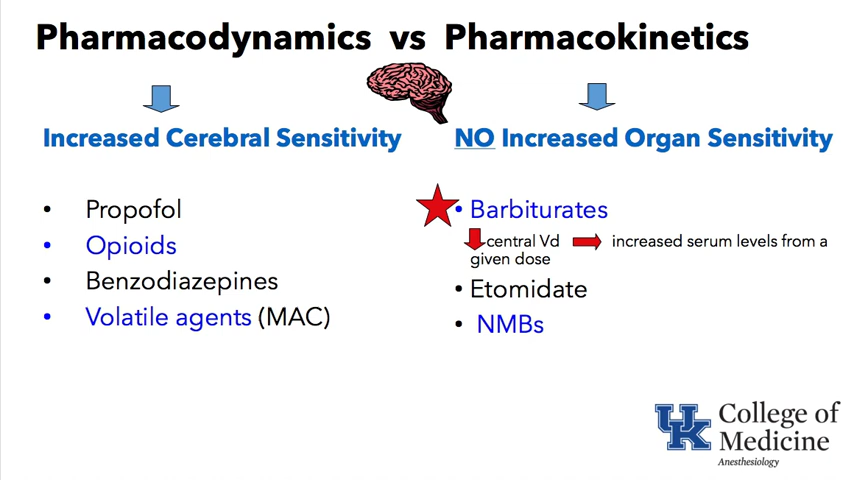 Pharmacodynamics vs Pharmacokinetics
Increased Cerebral Sensitivity
• Propofol
• Opioids
• Benzodiazepines
• Volatile agents (MAC)
NO Increased Organ Sensitivity
• Barbiturates
central Vd increased serum levels from a
given dose
• Etomidate
• NMBs
UK College of
Medicine
Anesthesiology